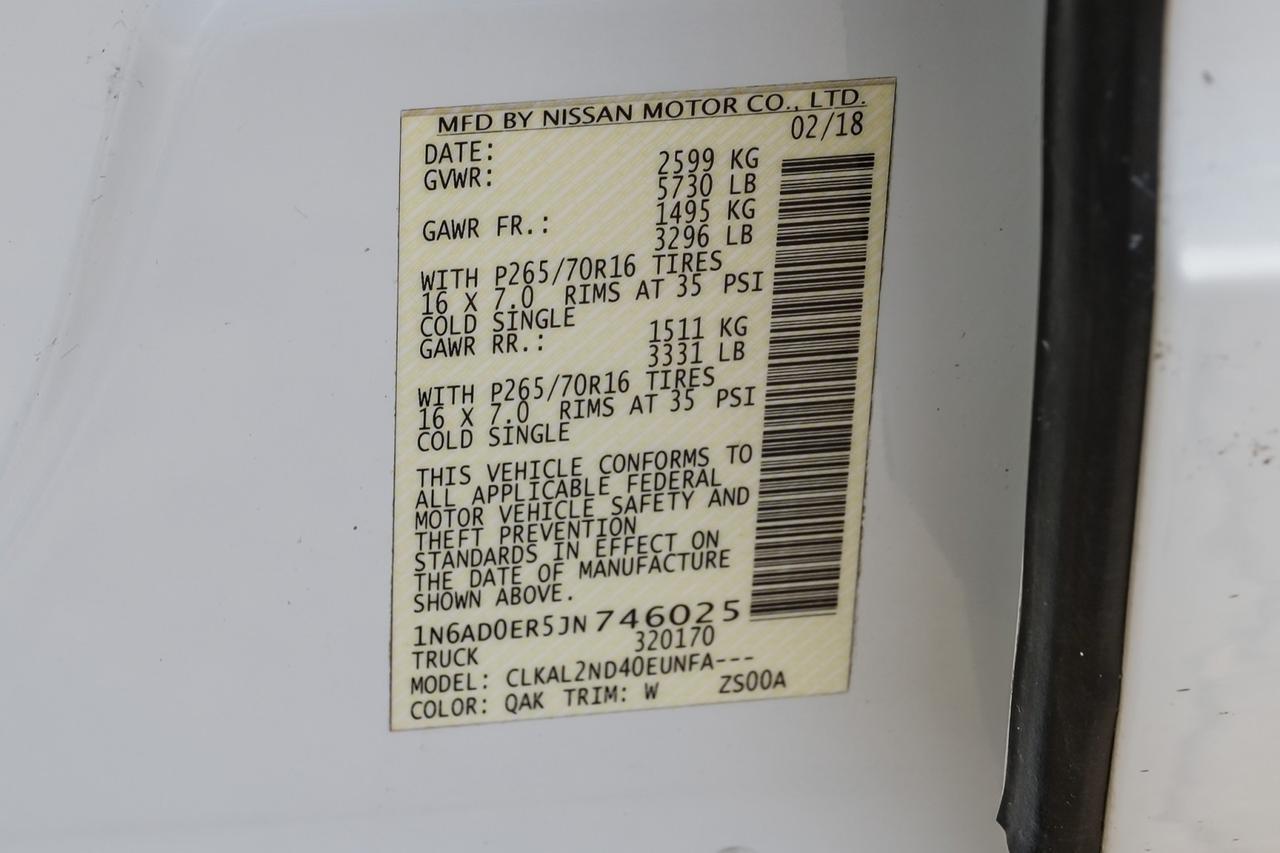 MFD BY NISSAN MOTOR CO., LTD.
DATE: 02/18
GVWR: 2599 KG
5730 LB
GAWR FR.: 1495 KG
3296 LB
WITH P265/70R16 TIRES
16 X 7.0 RIMS AT 35 PSI
COLD SINGLE
GAWR RR.: 1511 KG
3331 LB
WITH P265/70R16 TIRES
16 X 7.0 RIMS AT 35 PSI
COLD SINGLE
THIS VEHICLE CONFORMS TO
ALL APPLICABLE FEDERAL
MOTOR VEHICLE SAFETY AND
THEFT PREVENTION
STANDARDS IN EFFECT ON
THE DATE OF MANUFACTURE
SHOWN ABOVE.
1N6AD0ER5JN746025
TRUCK 320170
MODEL: CLKAL2ND40EUNFA---
COLOR: QAK TRIM: W ZS00A